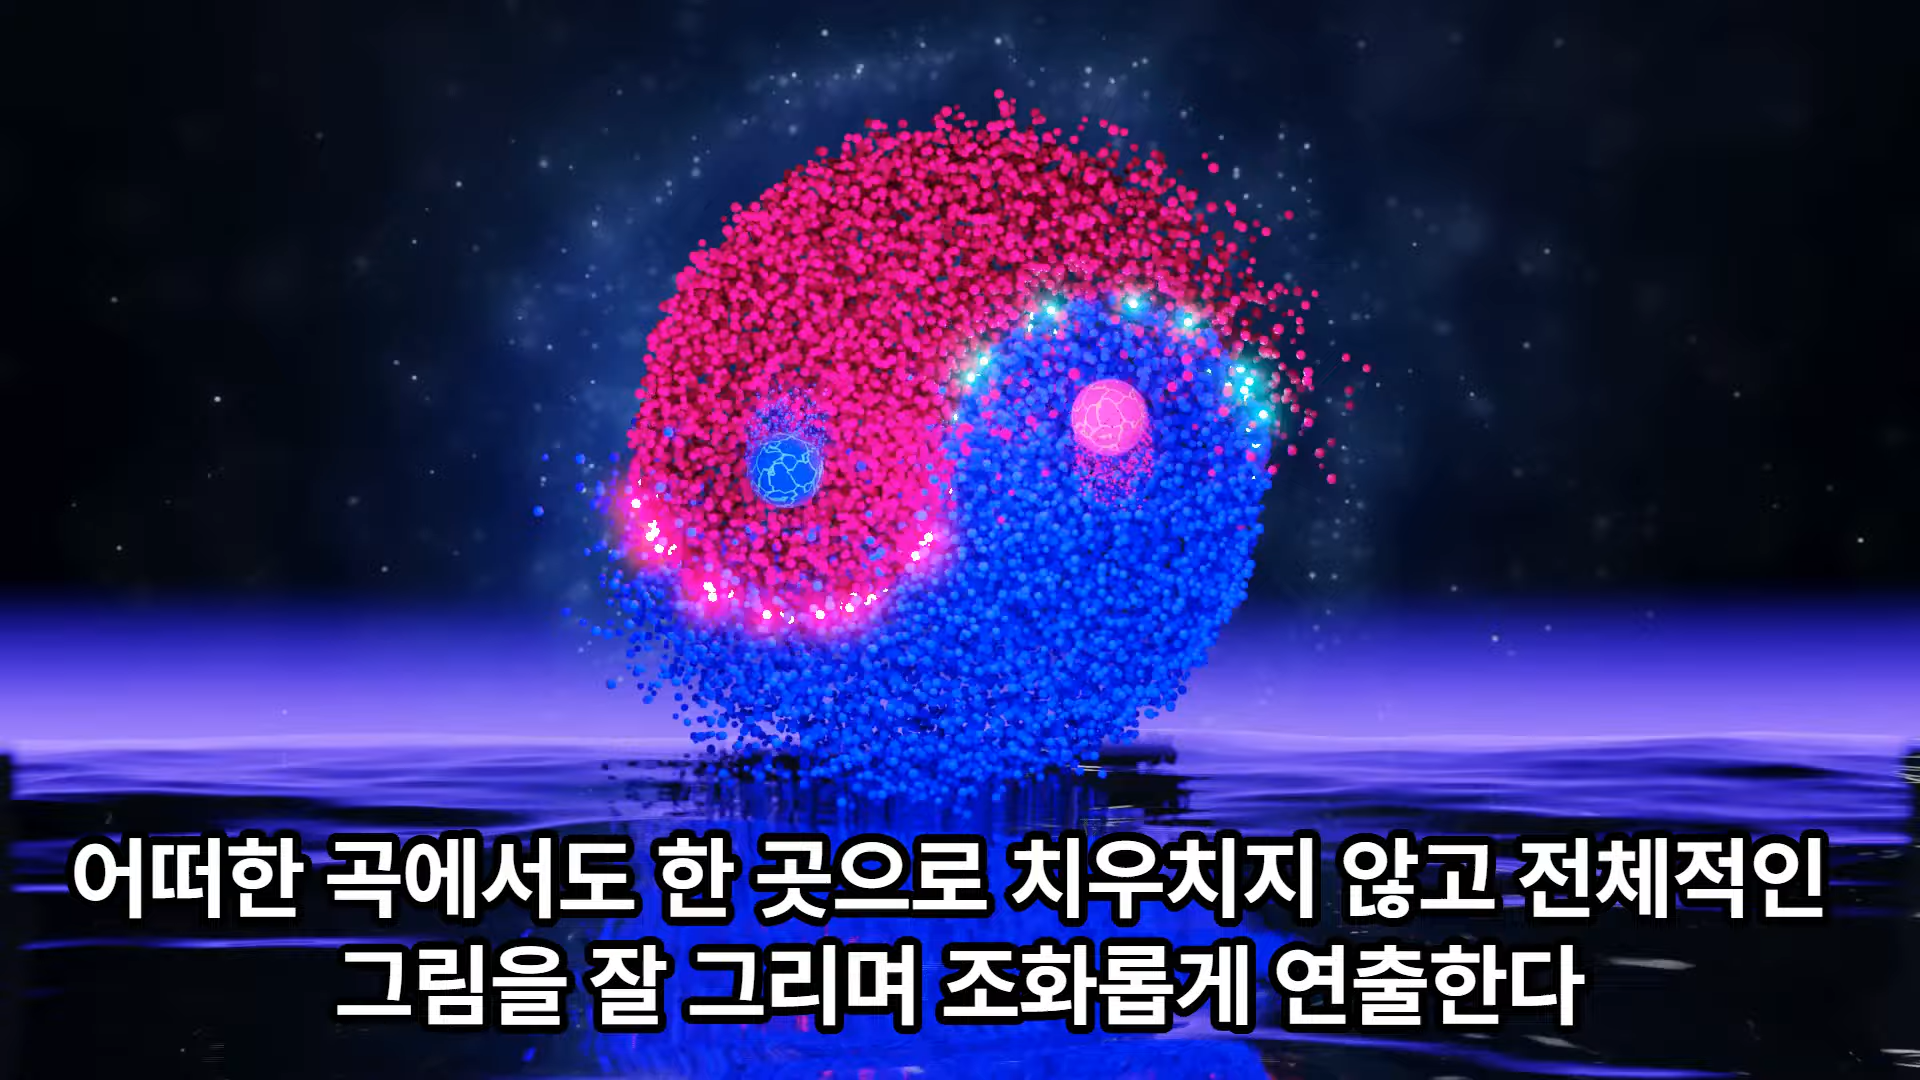 어떠한 곡에서도 한 곳으로 치우치지 않고 전체적인
그림을 잘 그리며 조화롭게 연출한다